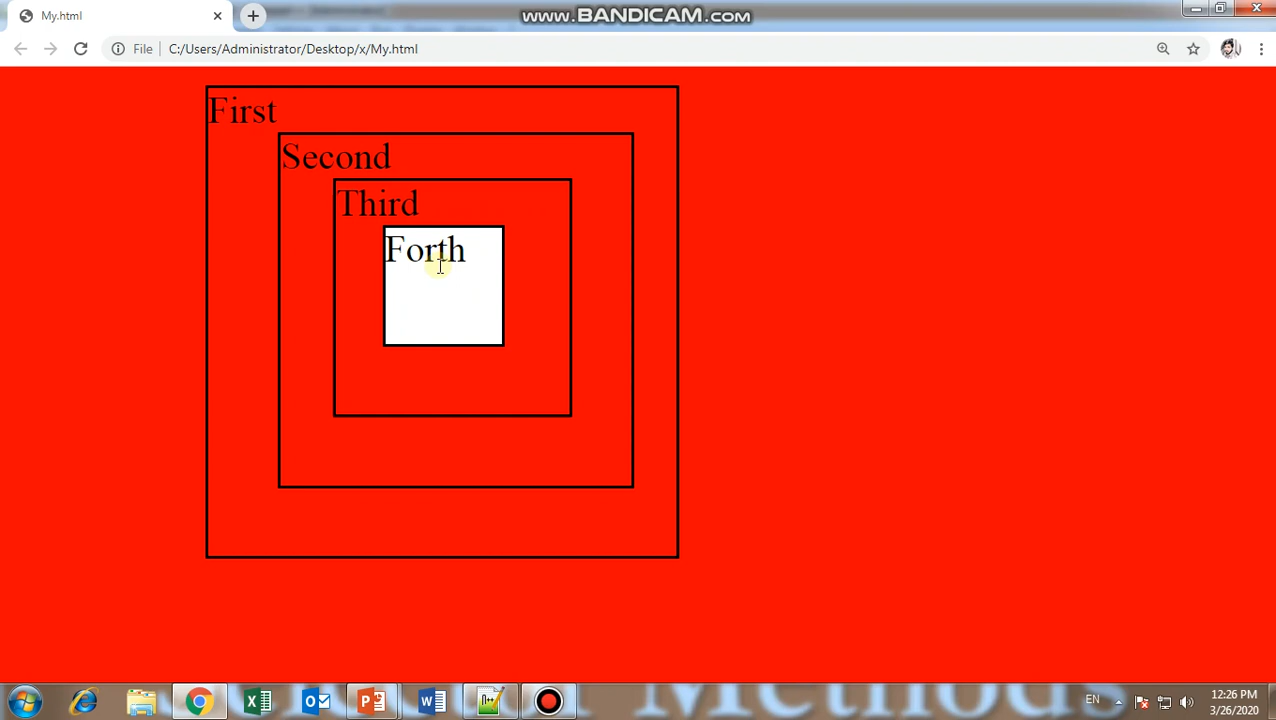 My.html
www.BANDICAM.com
File
C:/Users/Administrator/Desktop/x/My.html
First
Second
Third
Forth
EN
12:26 PM
3/26/2020